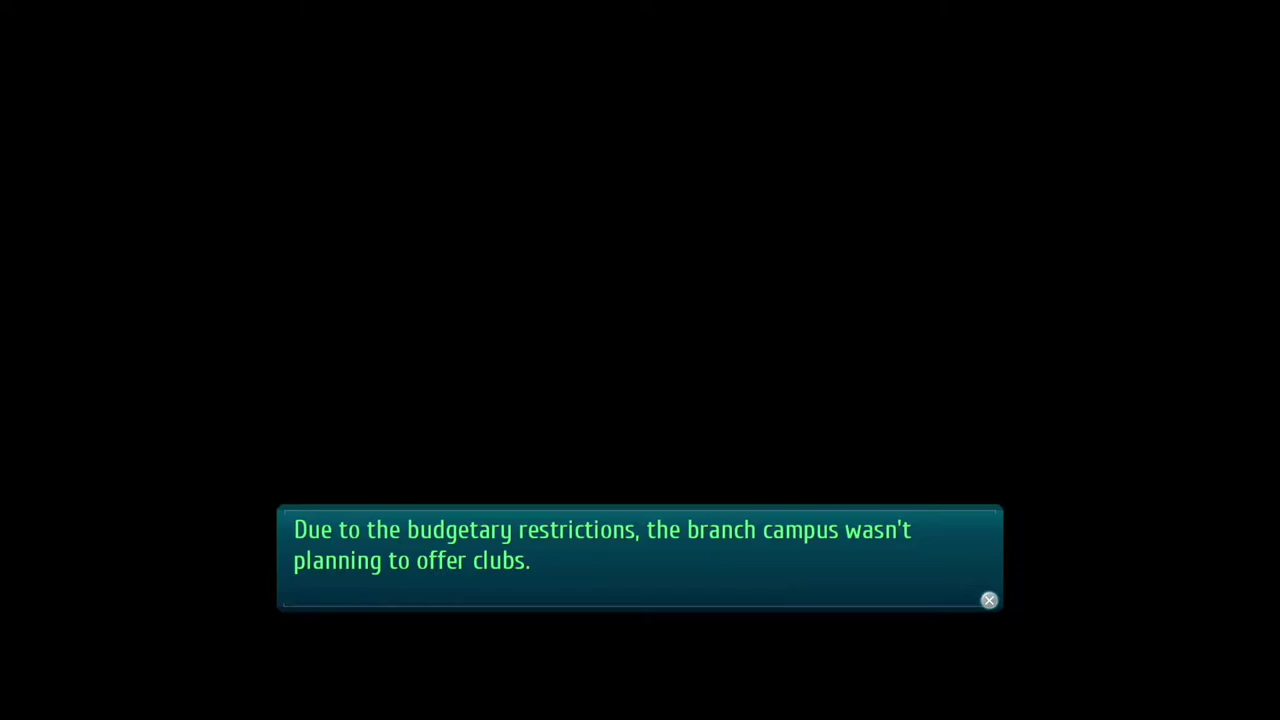 Due to the budgetary restrictions, the branch campus wasn't
planning to offer clubs.